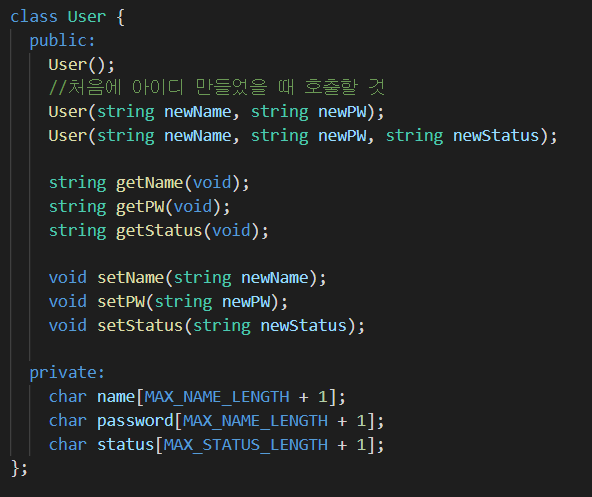 class User {
public:
User();
//처음에 아이디 만들었을 때 호출할 것
User(string newName, string newPW);
User(string newName, string newPW, string newStatus);
string getName(void);
string getPW(void);
string getStatus(void);
void setName(string newName);
void setPW(string newPW);
void setStatus(string newStatus);
private:
char name[MAX_NAME_LENGTH + 1];
char password[MAX_NAME_LENGTH + 1];
char status[MAX_STATUS_LENGTH + 1];
};